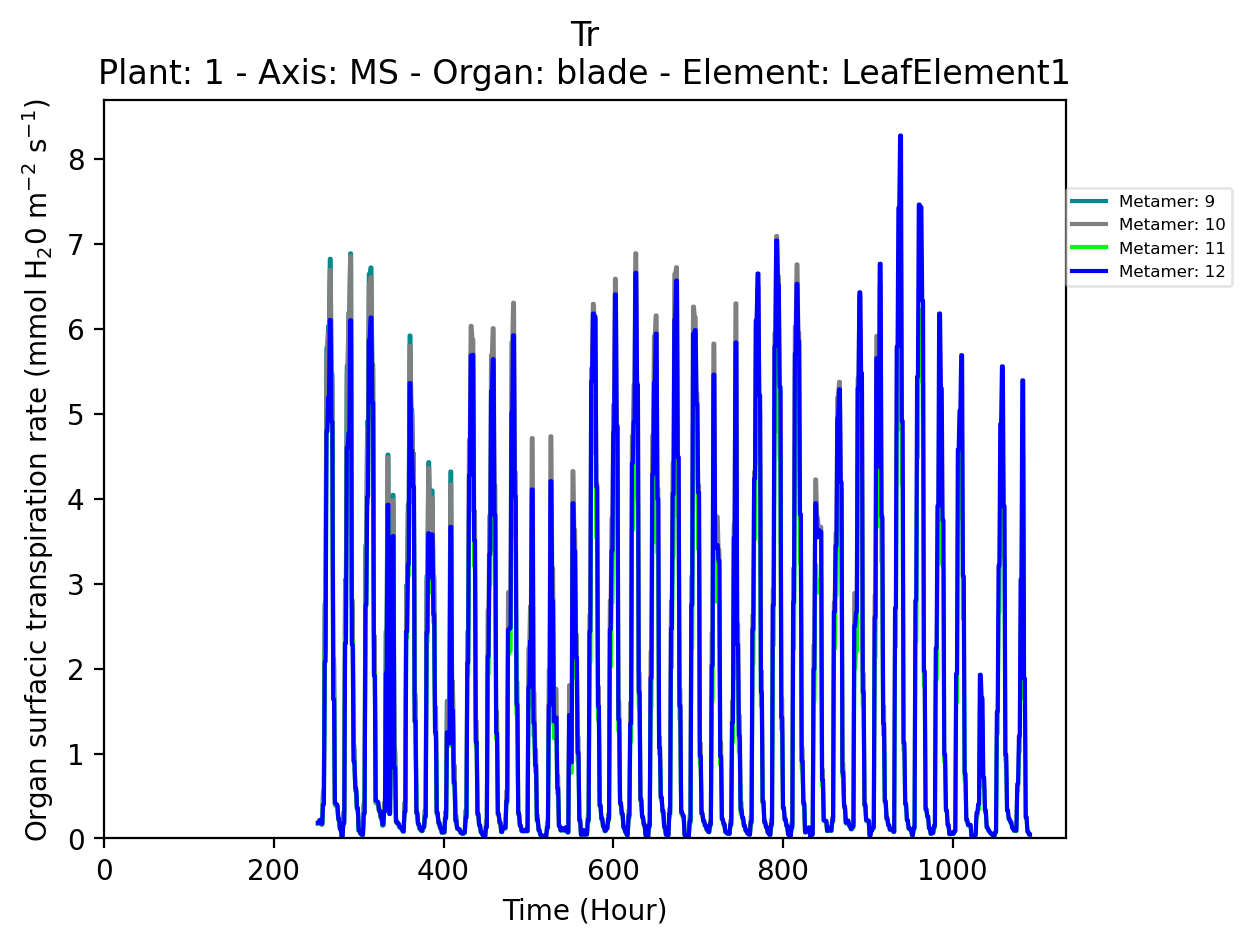 Tr
Plant: 1 - Axis: MS - Organ: blade - Element: LeafElement1
Organ surfacic transpiration rate (mmol H₂0 m⁻² s⁻¹)
8
7
6
5
4
3
2
1
0
Metamer: 9
Metamer: 10
Metamer: 11
Metamer: 12
0 200 400 600 800 1000
Time (Hour)